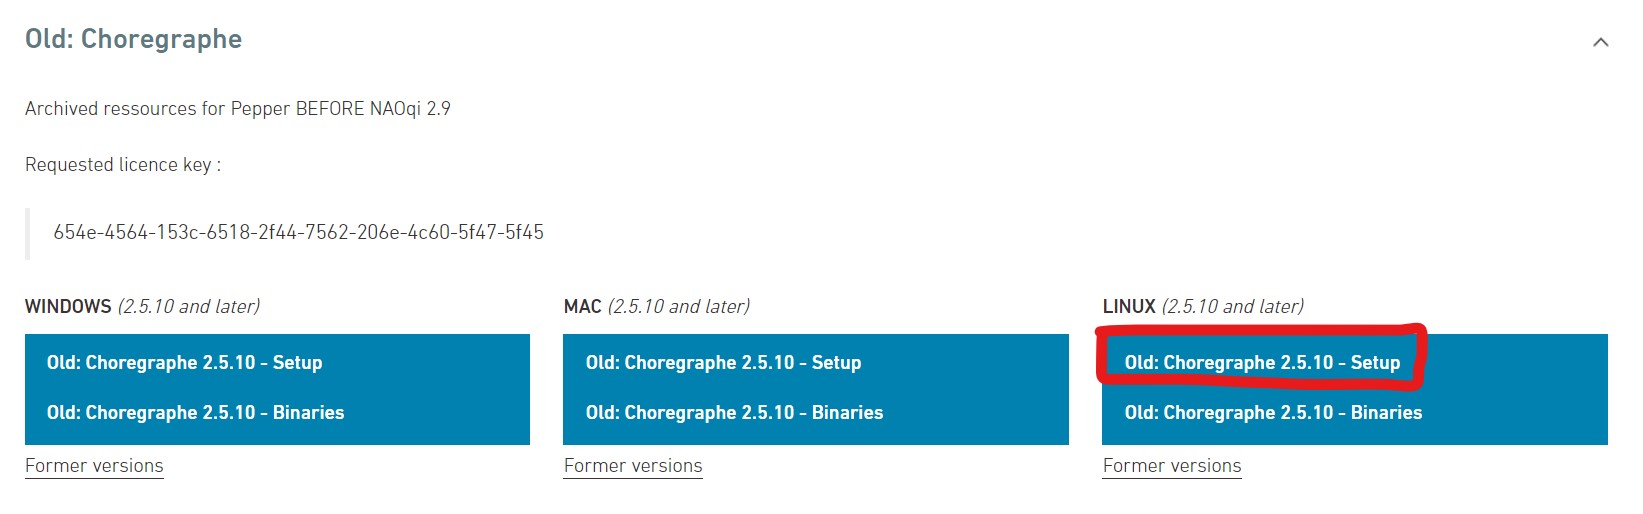 Old: Choregraphe
Archived ressources for Pepper BEFORE NAOqi 2.9
Requested licence key :
654e-4564-153c-6518-2f44-7562-206e-4c60-5f47-5f45
WINDOWS (2.5.10 and later)
Old: Choregraphe 2.5.10 - Setup
Old: Choregraphe 2.5.10 - Binaries
Former versions
MAC (2.5.10 and later)
Old: Choregraphe 2.5.10 - Setup
Old: Choregraphe 2.5.10 - Binaries
Former versions
LINUX (2.5.10 and later)
Old: Choregraphe 2.5.10 - Setup
Old: Choregraphe 2.5.10 - Binaries
Former versions